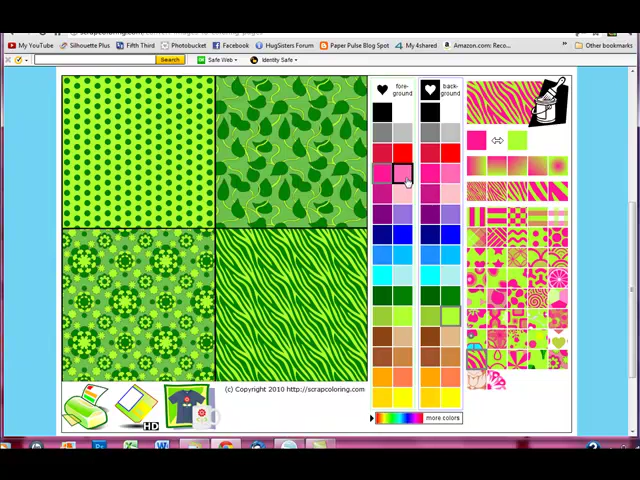 My YouTube
Silhouette Plus
Fifth Third
Photobucket
Facebook
HugSisters Forum
Paper Pulse Blog Spot
My 4shared
Amazon.com: Reco...
Other bookmarks
Search
Safe Web
Identity Safe
fore-
ground
back-
ground
(c) Copyright 2010 http://scrapcoloring.com
HD
more colors